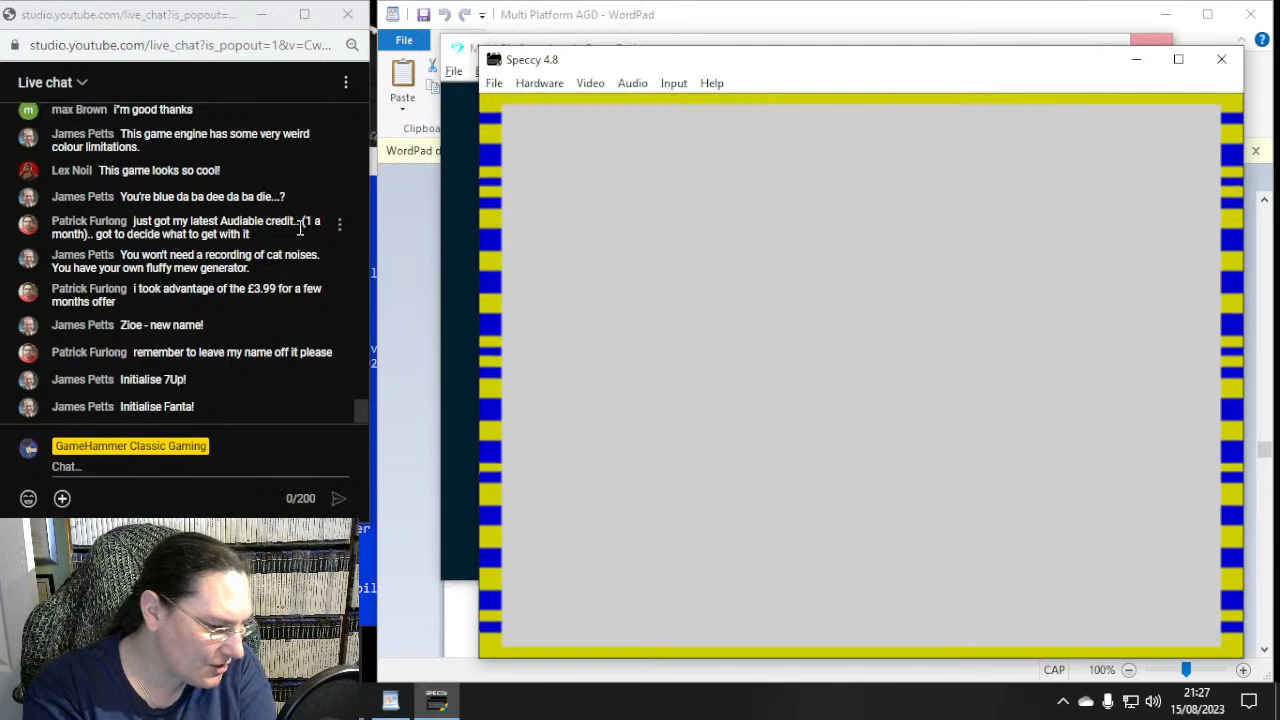 studio.youtube.com/live_chat?is_popout=...
studio.youtube.com/live_chat?is_popout=1&v=Cw...
Live chat
max Brown i"m good thanks
James Petts This game engine has some very weird
colour limitations.
Lex Noil This game looks so cool!
James Petts You're blue da ba dee da ba die...?
Patrick Furlong just got my latest Audiable credit..(1 a
month).. got to decide what to get with it
James Petts You won't need a recording of cat noises.
You have your own fluffy mew generator.
Patrick Furlong i took advantage of the £3.99 for a few
months offer
James Petts Zioe - new name!
Patrick Furlong remember to leave my name off it please
James Petts Initialise 7Up!
James Petts Initialise Fanta!
GameHammer Classic Gaming
Chat...
0/200
Multi Platform AGD - WordPad
File
Paste
Clipboa
WordPad d
File
Speccy 4.8
File Hardware Video Audio Input Help
CAP 100%
SPECCY
21:27
15/08/2023